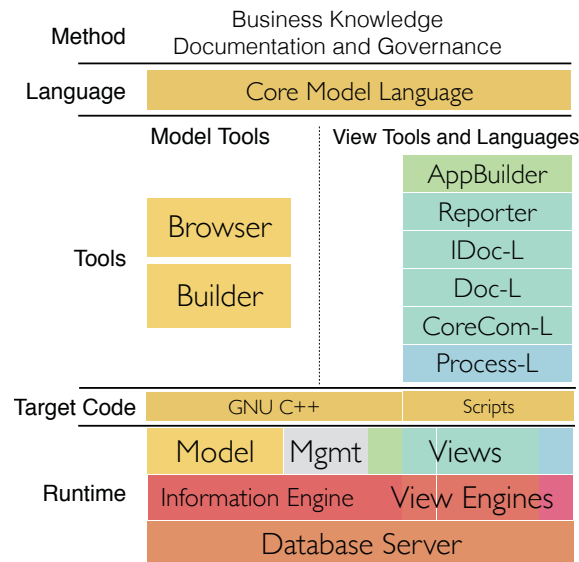 Method
Business Knowledge
Documentation and Governance
Language
Core Model Language
Model Tools
View Tools and Languages
Tools
Browser
Builder
AppBuilder
Reporter
IDoc-L
Doc-L
CoreCom-L
Process-L
Target Code
GNU C++
Scripts
Runtime
Model
Mgmt
Views
Information Engine
View Engines
Database Server